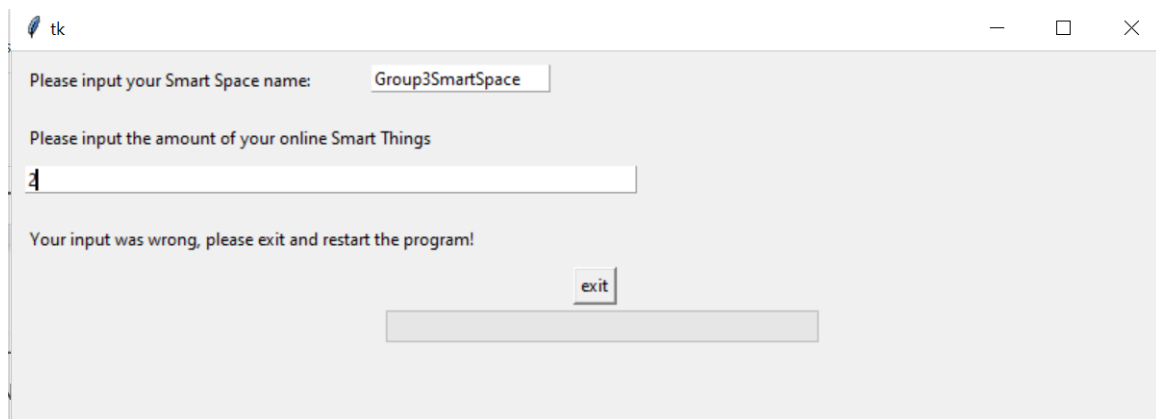 tk
Please input your Smart Space name: Group3SmartSpace
Please input the amount of your online Smart Things
2
Your input was wrong, please exit and restart the program!
exit